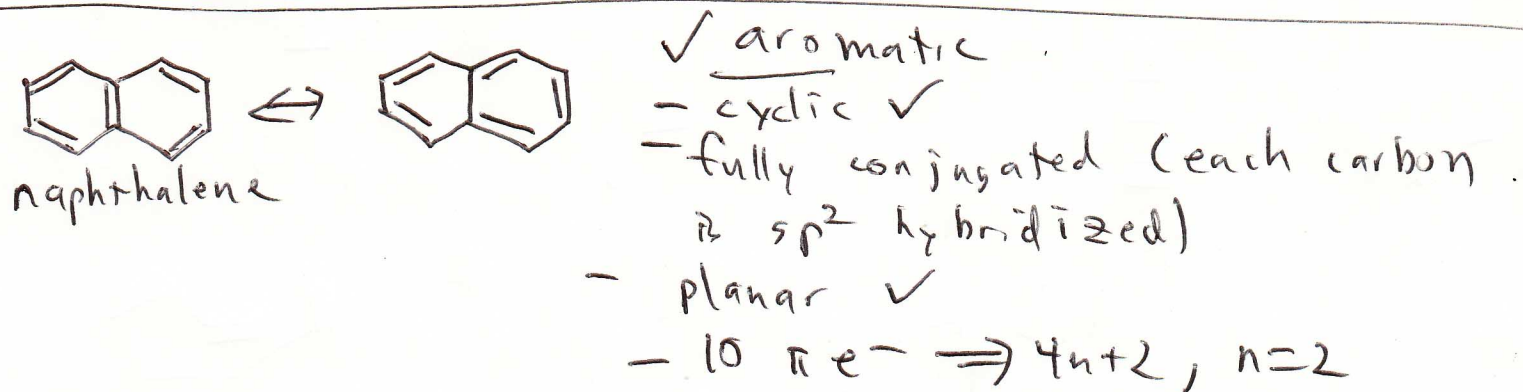 ✓ aromatic
- cyclic ✓
- fully conjugated (each carbon
is sp² hybridized)
- planar ✓
- 10 π e⁻ ⇒ 4n+2, n=2
⇔
naphthalene